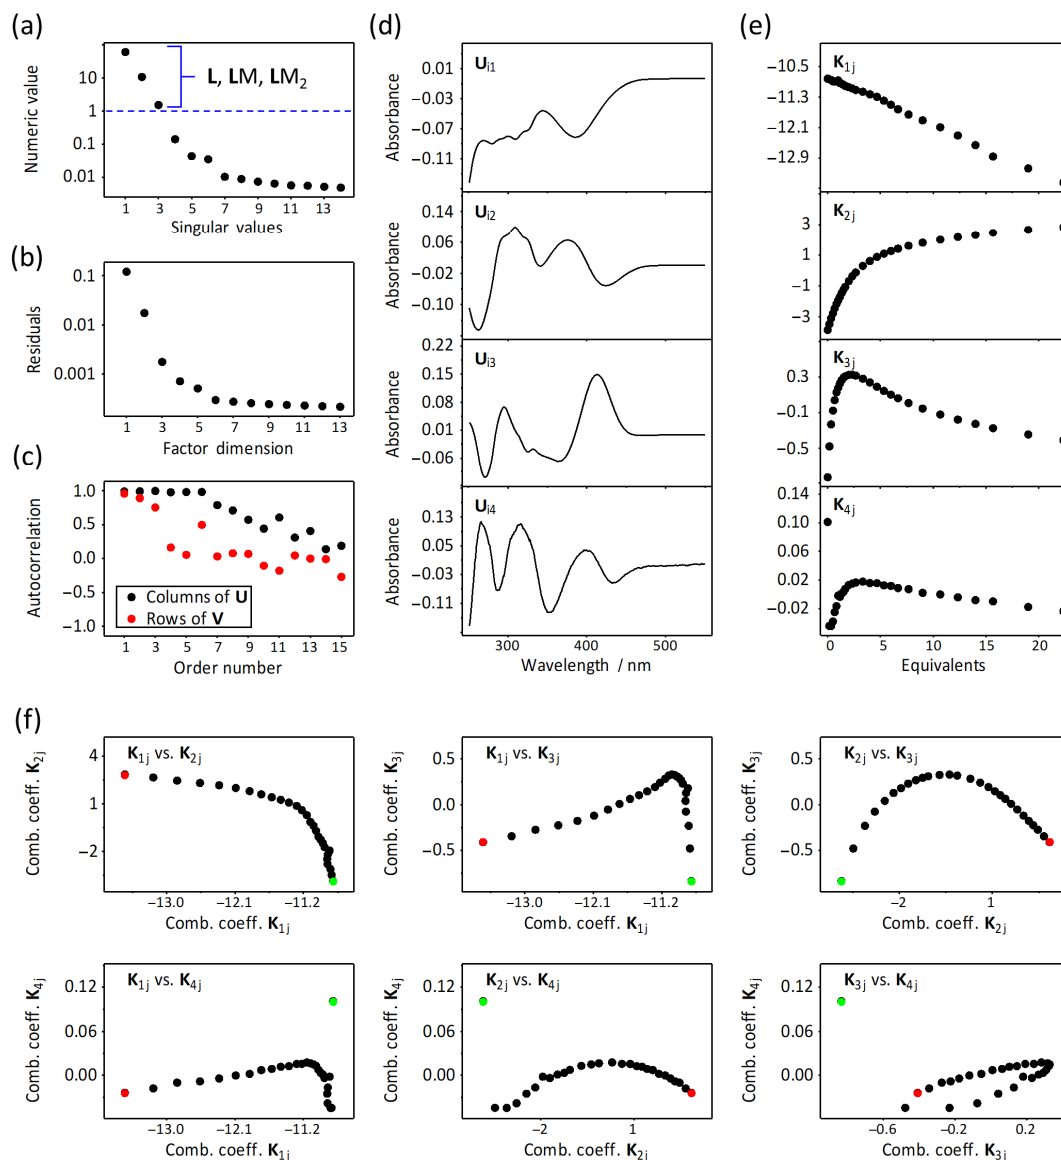 (a)
Numeric value
10
1
0.1
0.01
L, LM, LM2
1 3 5 7 9 11 13
Singular values
(b)
Residuals
0.1
0.01
0.001
1 3 5 7 9 11 13
Factor dimension
(c)
Autocorrelation
1.0
0.5
0.0
−0.5
−1.0
Columns of U
Rows of V
1 3 5 7 9 11 13 15
Order number
(d)
Absorbance
0.01
−0.03
−0.07
−0.11
Ui1
Absorbance
0.14
0.06
−0.02
−0.10
Ui2
Absorbance
0.22
0.15
0.08
0.01
−0.06
Ui3
Absorbance
0.13
0.05
−0.03
−0.11
Ui4
300 400 500
Wavelength / nm
(e)
−10.5
−11.3
−12.1
−12.9
K1j
3
1
−1
−3
K2j
0.3
−0.1
−0.5
K3j
0.14
0.10
0.06
0.02
−0.02
K4j
0 5 10 15 20
Equivalents
(f)
K1j vs. K2j
Comb. coeff. K2j
4
1
−2
−13.0 −12.1 −11.2
Comb. coeff. K1j
K1j vs. K3j
Comb. coeff. K3j
0.5
0.0
−0.5
−13.0 −12.1 −11.2
Comb. coeff. K1j
K2j vs. K3j
Comb. coeff. K3j
0.5
0.0
−0.5
−2 1
Comb. coeff. K2j
K1j vs. K4j
Comb. coeff. K4j
0.12
0.06
0.00
−13.0 −12.1 −11.2
Comb. coeff. K1j
K2j vs. K4j
Comb. coeff. K4j
0.12
0.06
0.00
−2 1
Comb. coeff. K2j
K3j vs. K4j
Comb. coeff. K4j
0.12
0.06
0.00
−0.6 −0.2 0.2
Comb. coeff. K3j